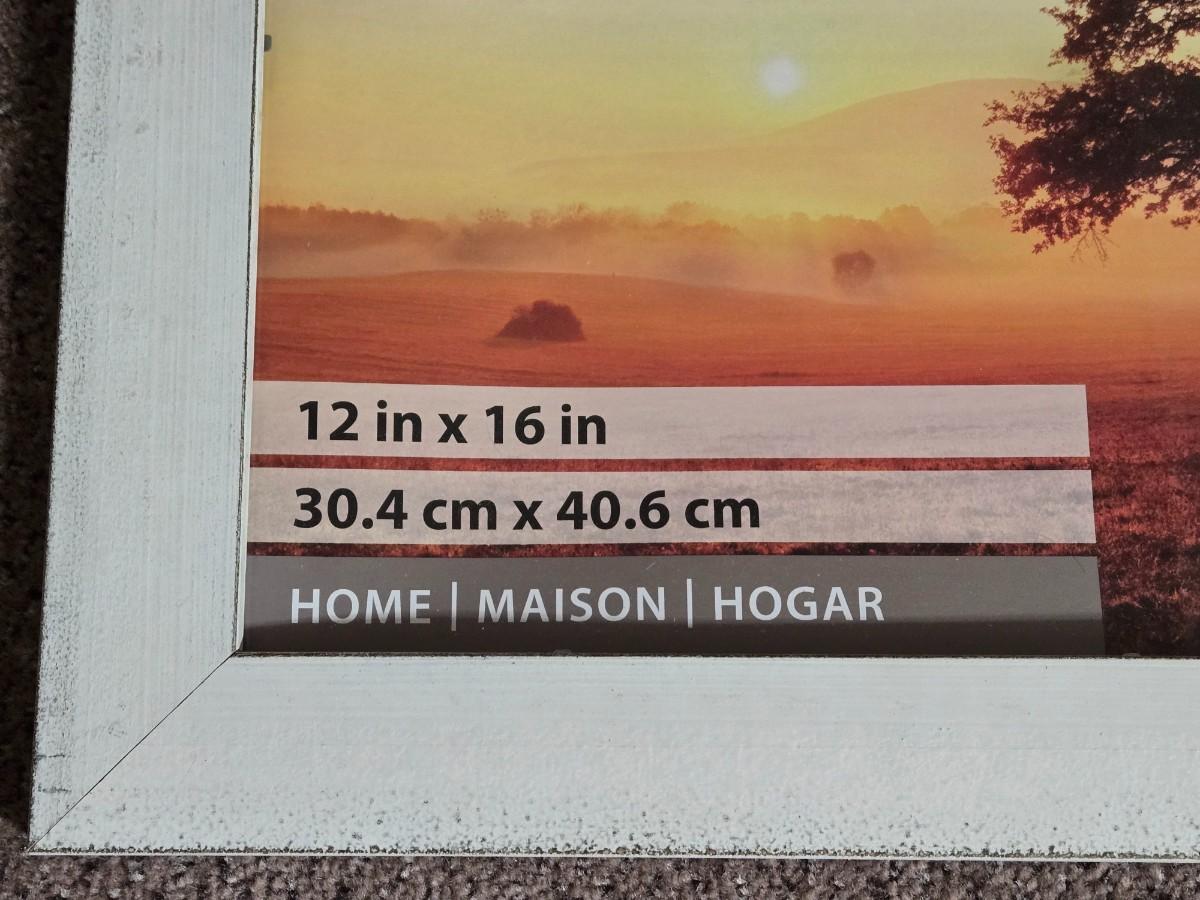 12 in x 16 in
30.4 cm x 40.6 cm
HOME | MAISON | HOGAR